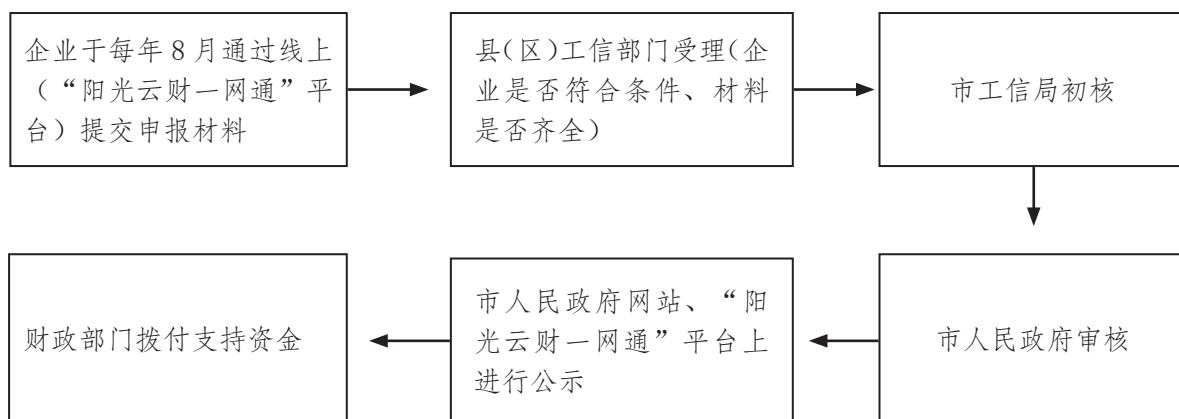 企业于每年8月通过线上
（“阳光云财一网通”平
台）提交申报材料
县(区)工信部门受理(企
业是否符合条件、材料
是否齐全)
市工信局初核
市人民政府审核
市人民政府网站、“阳
光云财一网通”平台上
进行公示
财政部门拨付支持资金